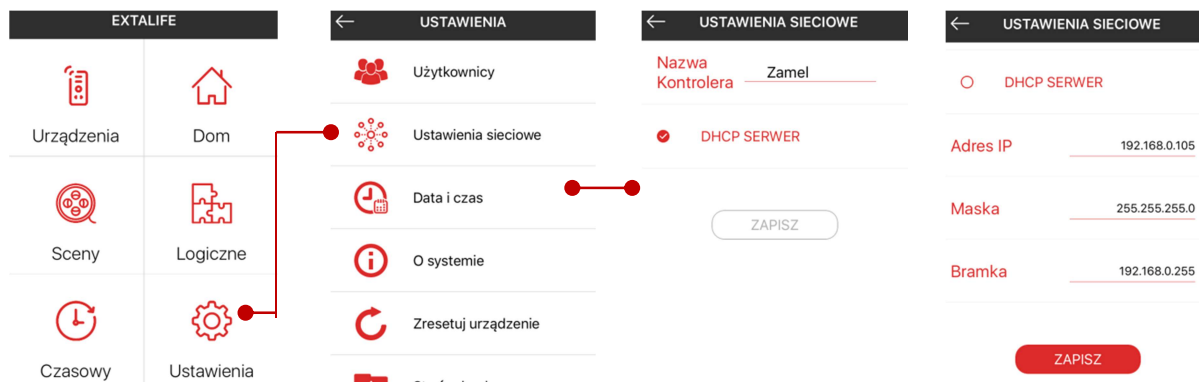 EXTALIFE
Urządzenia
Dom
Sceny
Logiczne
Czasowy
Ustawienia
USTAWIENIA
Użytkownicy
Ustawienia sieciowe
Data i czas
O systemie
Zresetuj urządzenie
USTAWIENIA SIECIOWE
Nazwa
Kontrolera
Zamel
DHCP SERWER
ZAPISZ
USTAWIENIA SIECIOWE
DHCP SERWER
Adres IP 192.168.0.105
Maska 255.255.255.0
Bramka 192.168.0.255
ZAPISZ